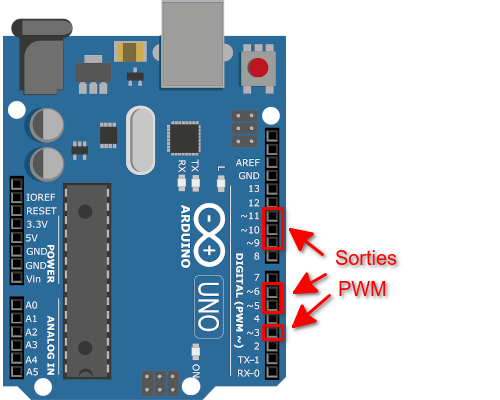 RX
TX
L
AREF
GND
13
12
~11
~10
~9
8
7
~6
~5
4
~3
2
TX-1
RX-0
DIGITAL (PWM ~)
IOREF
RESET
3.3V
5V
GND
GND
Vin
POWER
A0
A1
A2
A3
A4
A5
ANALOG IN
ARDUINO
UNO
ON
Sorties
PWM